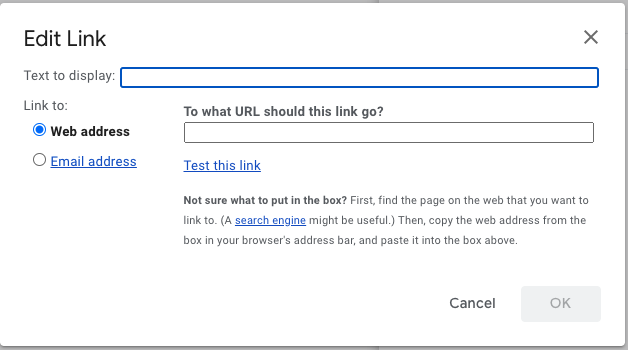 Edit Link
Text to display:
Link to:
Web address
Email address
To what URL should this link go?
Test this link
Not sure what to put in the box? First, find the page on the web that you want
to link to. (A search engine might be useful.) Then, copy the web address from the
box in your browser's address bar, and paste it into the box above.
Cancel
OK